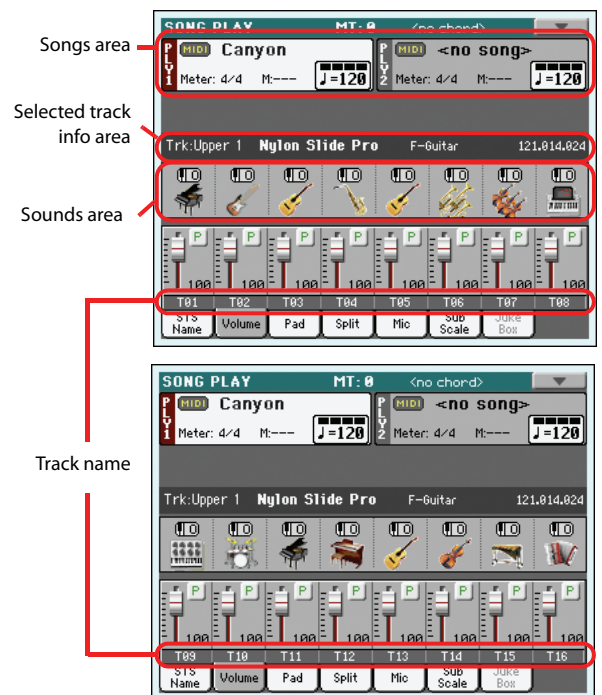 SONG PLAY MT: 0 <no chord>
Songs area
PLY1 MIDI Canyon
Meter: 4/4 M:--- ♩=120
PLY2 MIDI <no song>
Meter: 4/4 M:--- ♩=120
Selected track
info area
Trk:Upper 1 Nylon Slide Pro F-Guitar 121.014.024
Sounds area
P P P P P P P P
100 100 100 100 100 100 100 100
T01 T02 T03 T04 T05 T06 T07 T08
STS Name Volume Pad Split Mic Sub Scale Juke Box
Track name
SONG PLAY MT: 0 <no chord>
PLY1 MIDI Canyon
Meter: 4/4 M:--- ♩=120
PLY2 MIDI <no song>
Meter: 4/4 M:--- ♩=120
Trk:Upper 1 Nylon Slide Pro F-Guitar 121.014.024
P P P P P P P P
100 100 100 100 100 100 100 100
T09 T10 T11 T12 T13 T14 T15 T16
STS Name Volume Pad Split Mic Sub Scale Juke Box